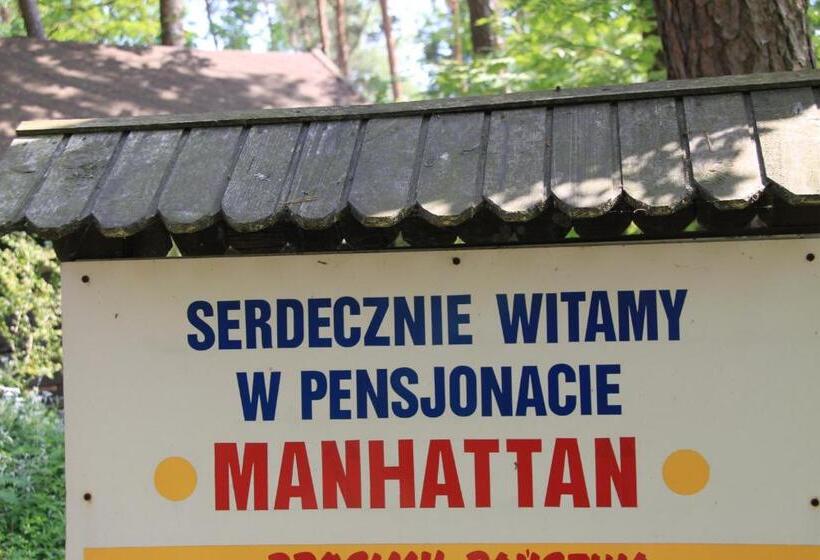 SERDECZNIE WITAMY
W PENSJONACIE
MANHATTAN